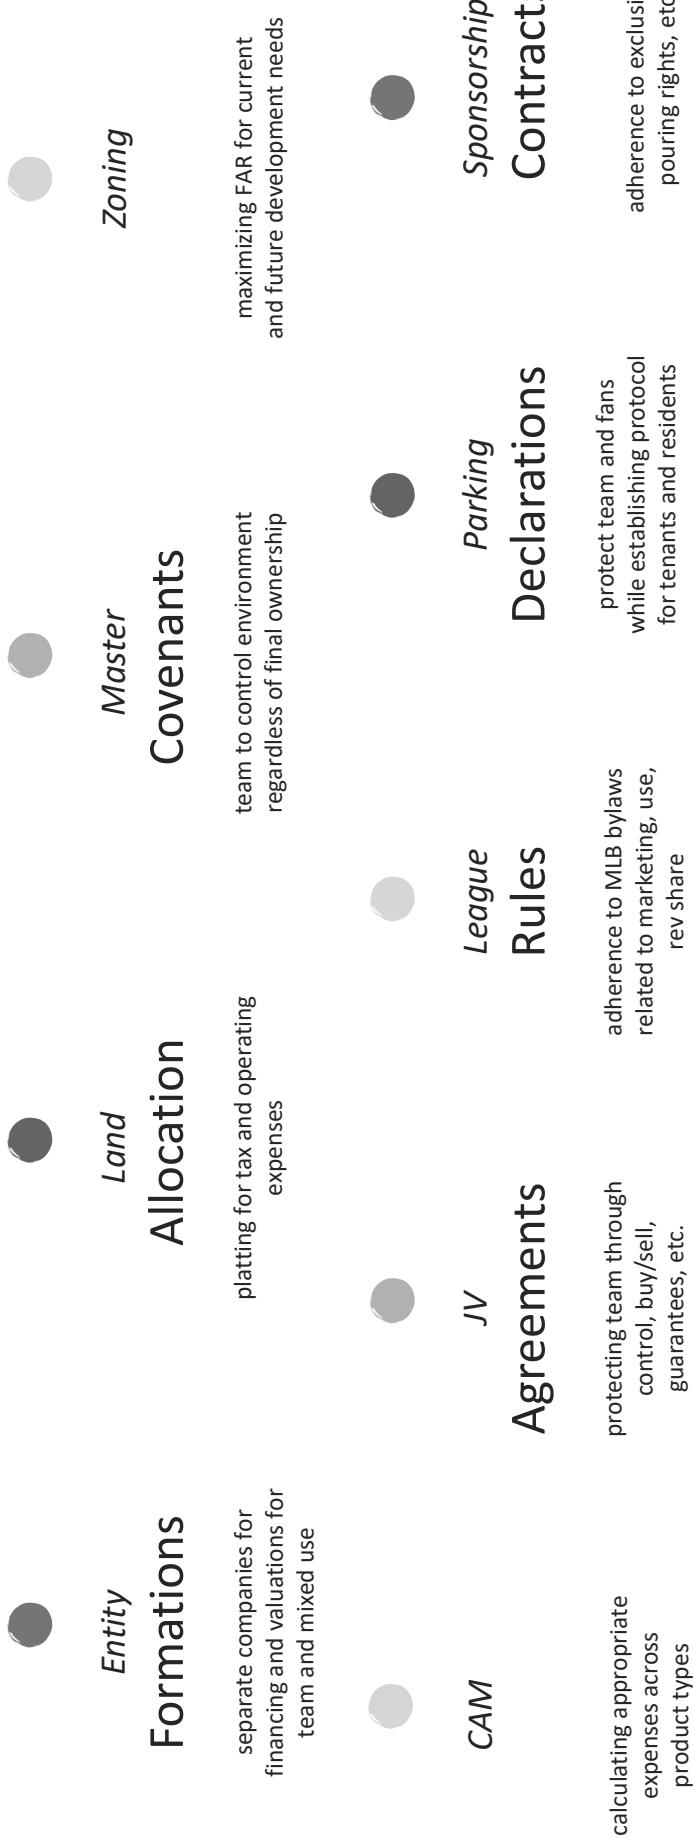 Entity
Formations
separate companies for
financing and valuations for
team and mixed use
Land
Allocation
platting for tax and operating
expenses
Master
Covenants
team to control environment
regardless of final ownership
Zoning
maximizing FAR for current
and future development needs
CAM
calculating appropriate
expenses across
product types
JV
Agreements
protecting team through
control, buy/sell,
guarantees, etc.
League
Rules
adherence to MLB bylaws
related to marketing, use,
rev share
Parking
Declarations
protect team and fans
while establishing protocol
for tenants and residents
Sponsorship
Contract
adherence to exclusi
pouring rights, etc